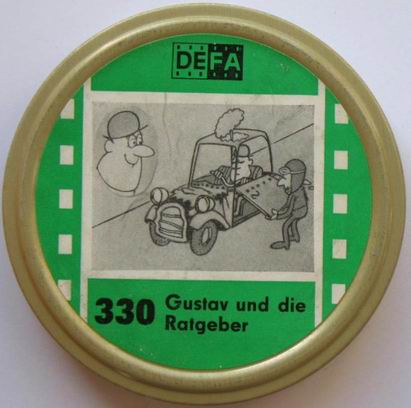 DEFA
330 Gustav und die
Ratgeber